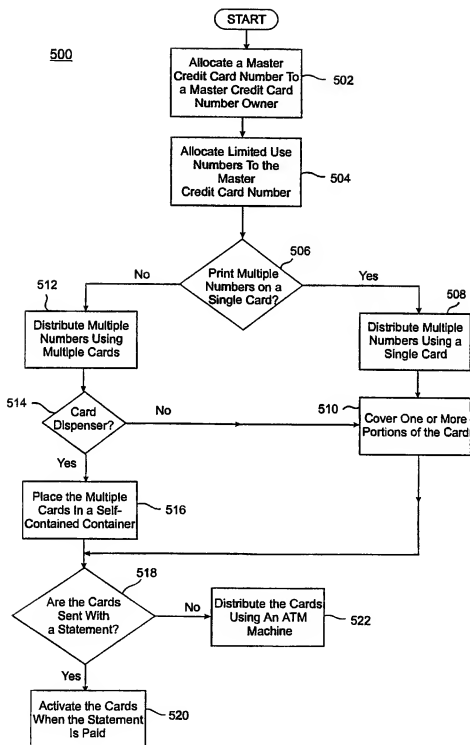 START
500
Allocate a Master
Credit Card Number To
a Master Credit Card
Number Owner
502
Allocate Limited Use
Numbers To the
Master
Credit Card Number
504
506
Print Multiple
Numbers on a
Single Card?
No
Yes
512
Distribute Multiple
Numbers Using
Multiple Cards
508
Distribute Multiple
Numbers Using a
Single Card
514
Card
Dispenser?
No
Yes
510
Cover One or More
Portions of the Card
Place the Multiple
Cards In a Self-
Contained Container
516
518
Are the Cards
Sent With
a Statement?
No
Yes
Distribute the Cards
Using An ATM
Machine
522
Activate the Cards
When the Statement
Is Paid
520